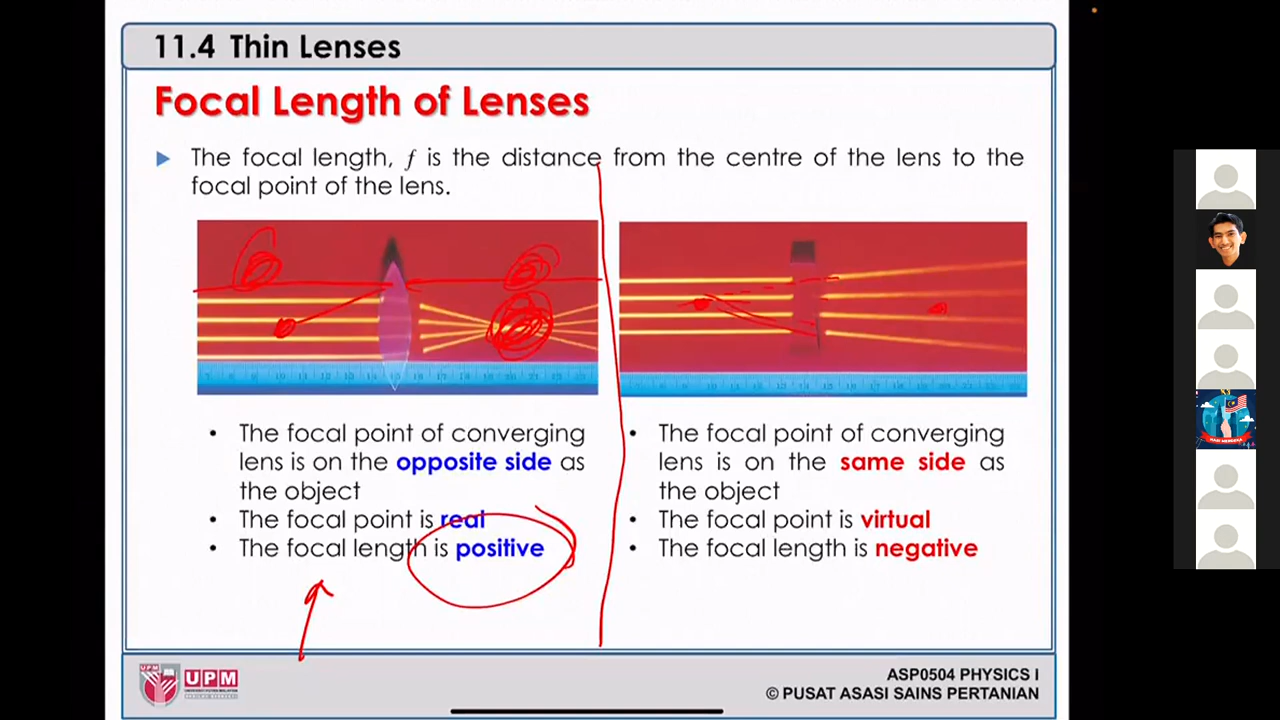 11.4 Thin Lenses
Focal Length of Lenses
The focal length, f is the distance from the centre of the lens to the
focal point of the lens.
• The focal point of converging
lens is on the opposite side as
the object
• The focal point is real
• The focal length is positive
• The focal point of converging
lens is on the same side as
the object
• The focal point is virtual
• The focal length is negative
UPM
UPM
ASP0504 PHYSICS I
© PUSAT ASASI SAINS PERTANIAN